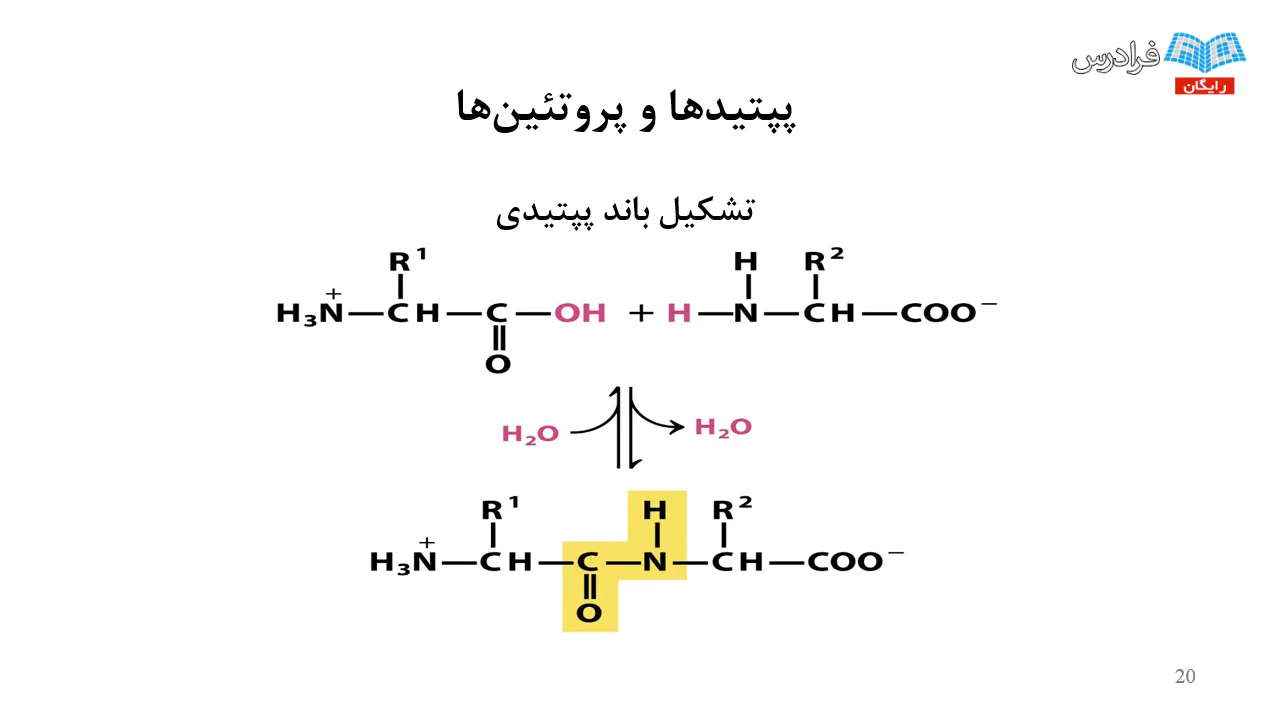 فرادرس
رایگان
پپتیدها و پروتئین‌ها
تشکیل باند پپتیدی
R¹ H R²
H₃N⁺—CH—C—OH + H—N—CH—COO⁻
O
H₂O H₂O
R¹ H R²
H₃N⁺—CH—C—N—CH—COO⁻
O
20